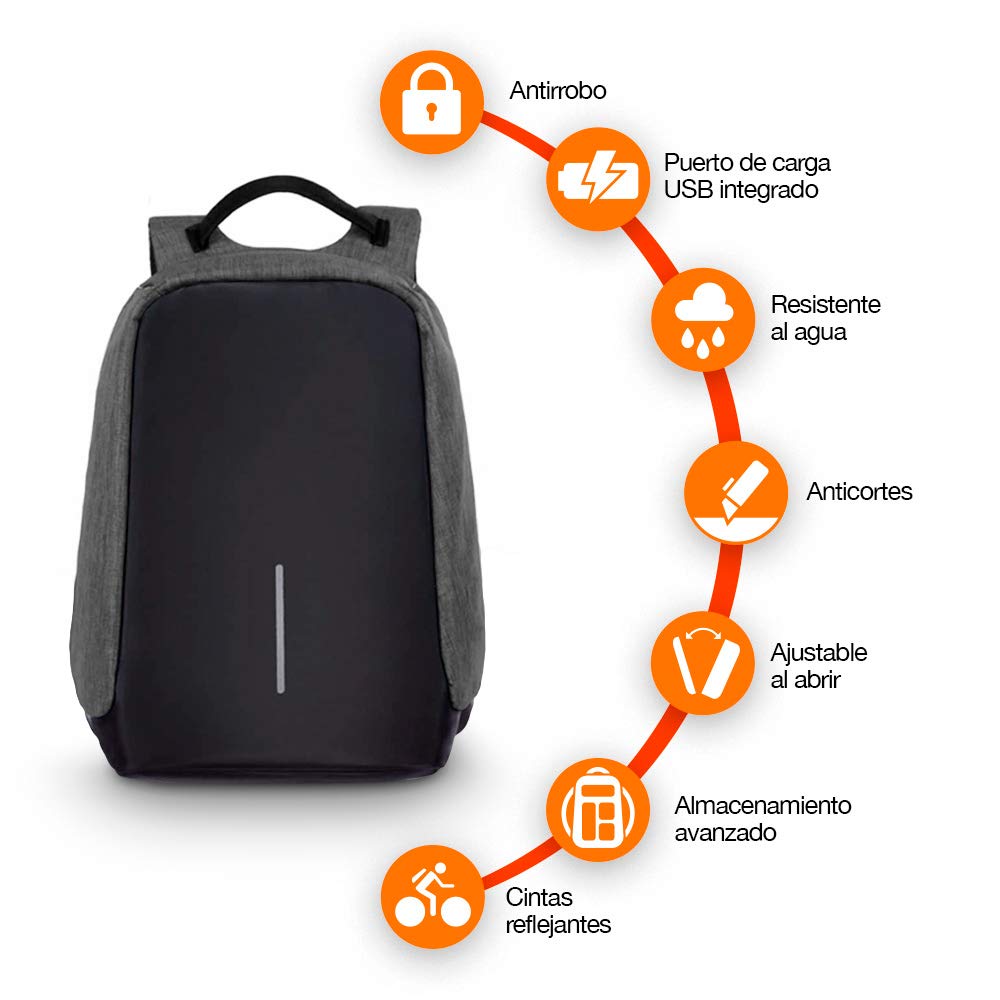 Antirrobo
Puerto de carga
USB integrado
Resistente
al agua
Anticortes
Ajustable
al abrir
Almacenamiento
avanzado
Cintas
reflejantes